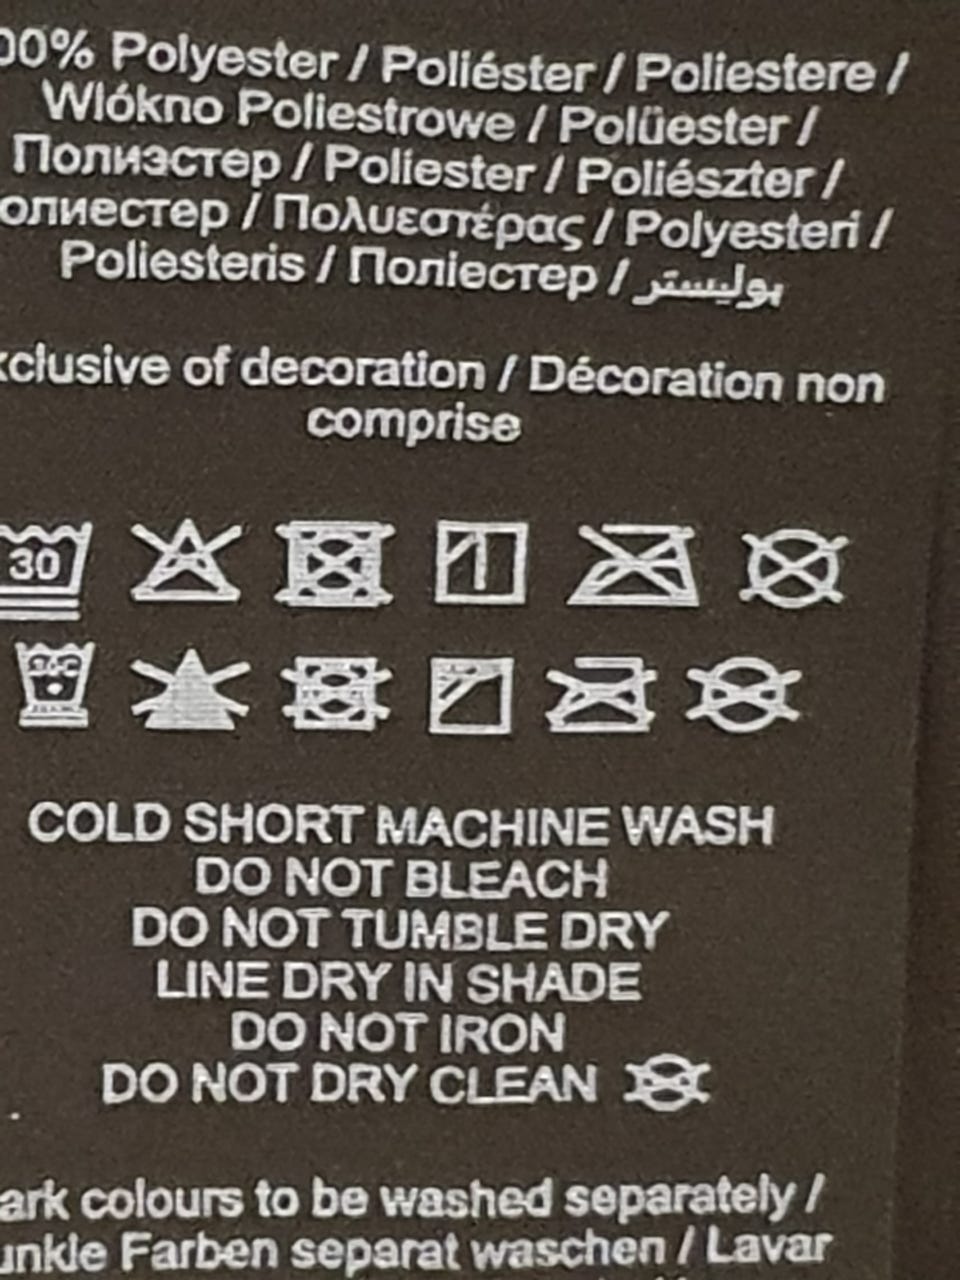 00% Polyester / Poliéster / Poliestere /
Wlókno Poliestrowe / Polüester /
Полиэстер / Poliester / Poliészter /
олиестер / Πολυεστέρας / Polyesteri /
Poliesteris / Полiестер / بوليستر
xclusive of decoration / Décoration non
comprise
30
COLD SHORT MACHINE WASH
DO NOT BLEACH
DO NOT TUMBLE DRY
LINE DRY IN SHADE
DO NOT IRON
DO NOT DRY CLEAN
ark colours to be washed separately /
unkle Farben separat waschen / Lavar